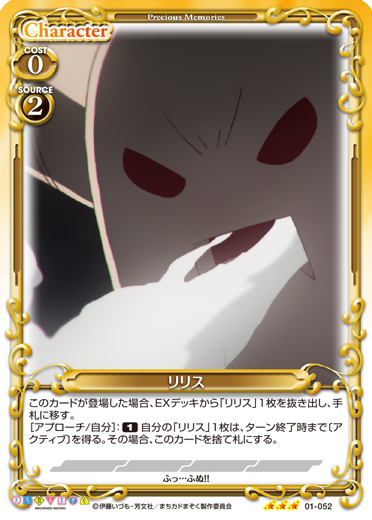 Precious Memories
Character
COST
0
SOURCE
2
リリス
このカードが登場した場合、EXデッキから「リリス」1枚を抜き出し、手
札に移す。
［アプローチ/自分］：1 自分の「リリス」1枚は、ターン終了時まで〔ア
クティブ〕を得る。その場合、このカードを捨て札にする。
ふっ…ふぬ!!
©伊藤いづも・芳文社／まちカドまぞく製作委員会
★★★ 01-052